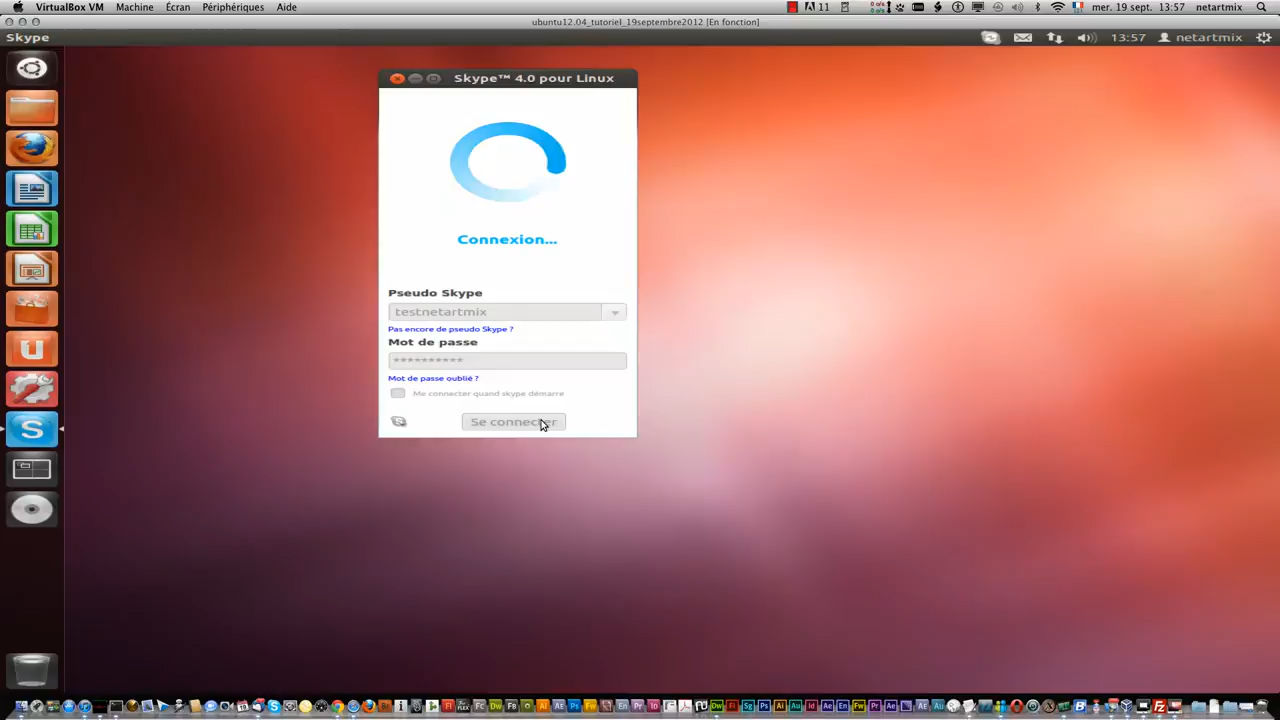 VirtualBox VM Machine Écran Périphériques Aide
11
mer. 19 sept. 13:57 netartmix
ubuntu12.04_tutoriel_19septembre2012 [En fonction]
Skype
13:57 netartmix
Skype™ 4.0 pour Linux
Connexion...
Pseudo Skype
testnetartmix
Pas encore de pseudo Skype ?
Mot de passe
**********
Mot de passe oublié ?
Me connecter quand skype démarre
Se connecter